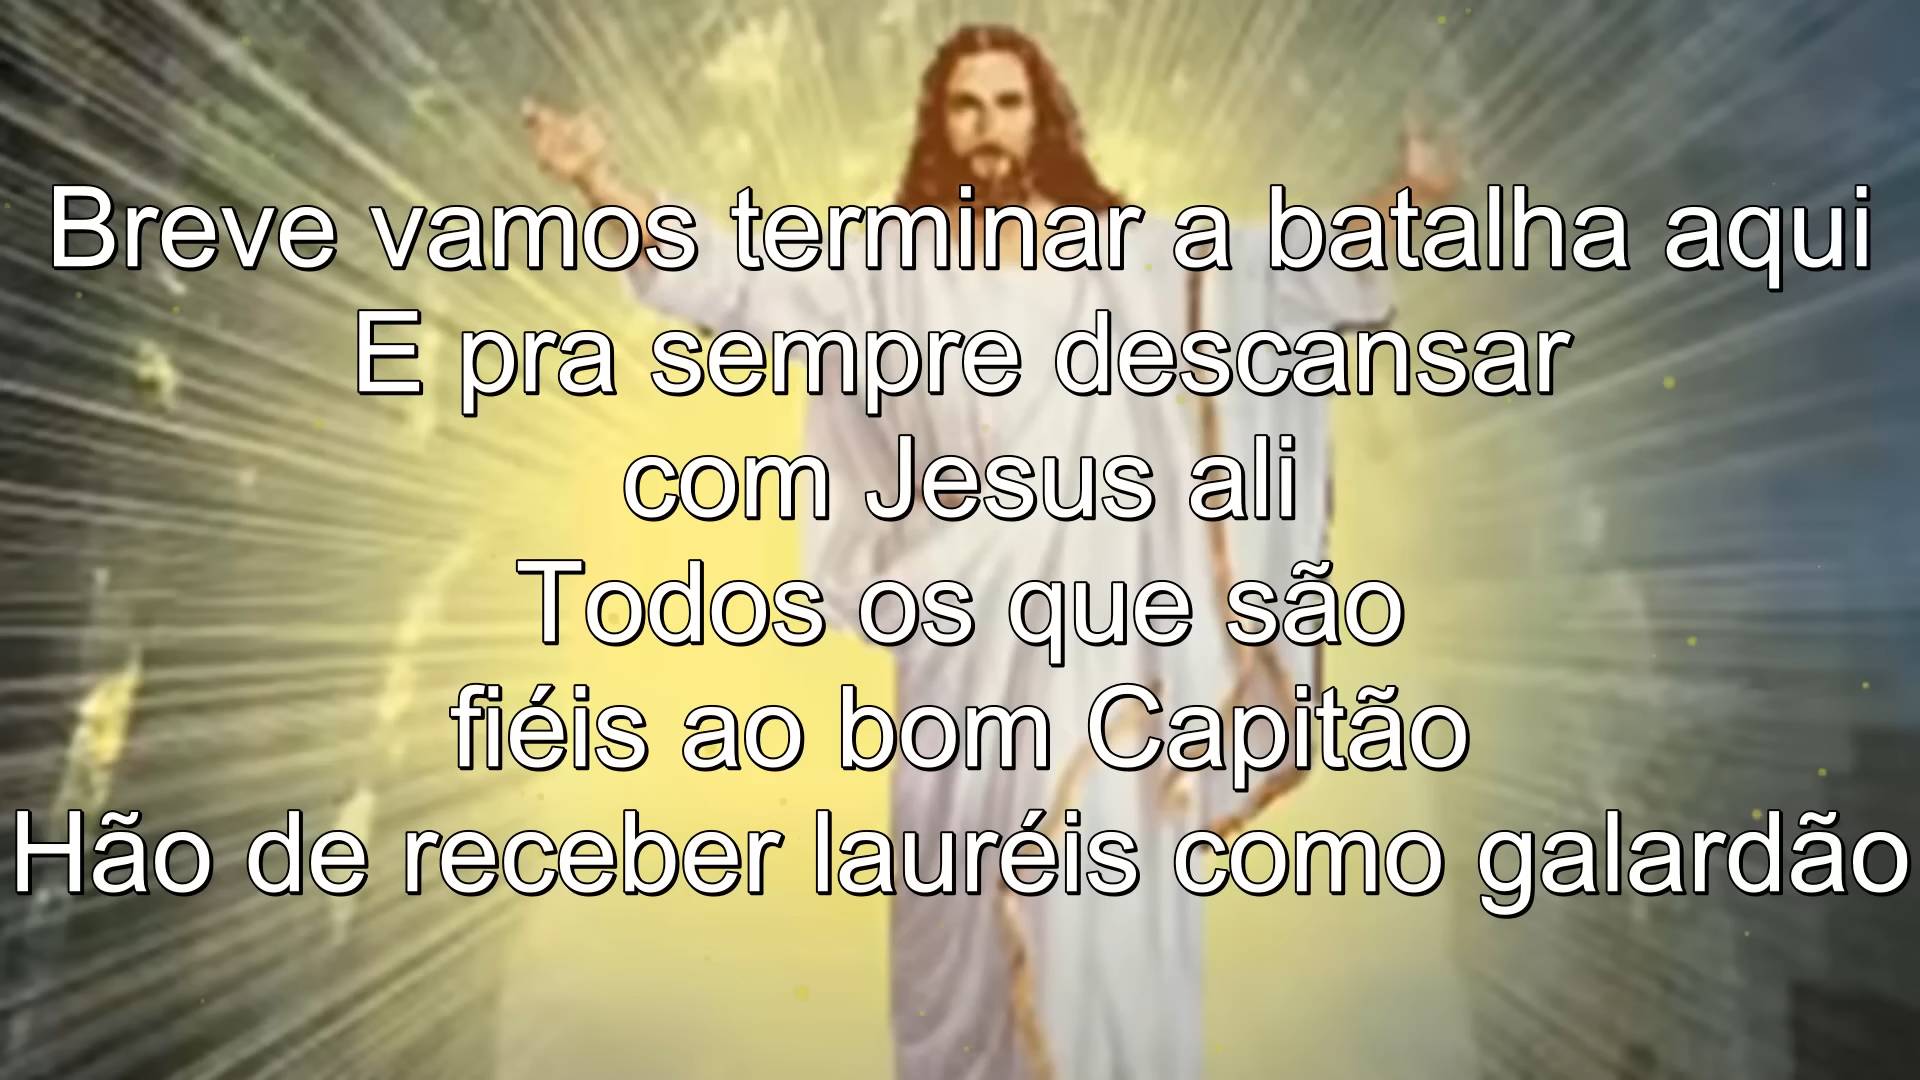 Breve vamos terminar a batalha aqui
E pra sempre descansar
com Jesus ali
Todos os que são
fiéis ao bom Capitão
Hão de receber lauréis como galardão